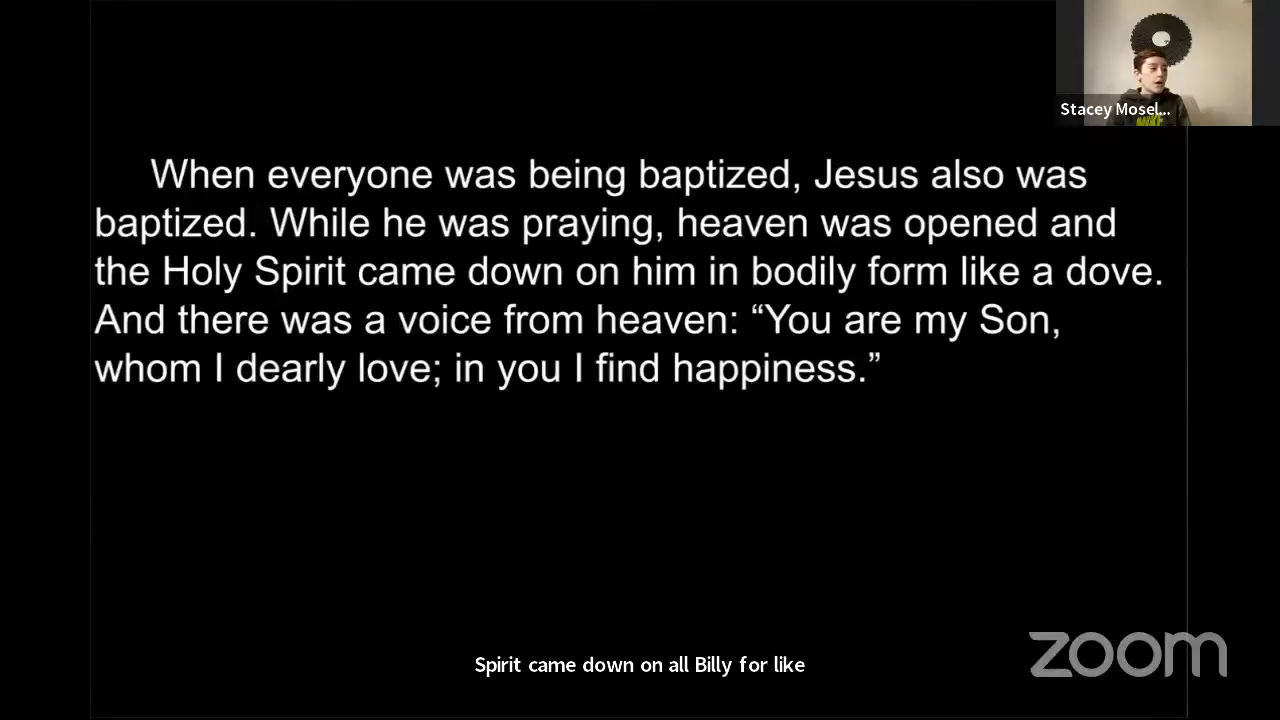 Stacey Mosel...
When everyone was being baptized, Jesus also was
baptized. While he was praying, heaven was opened and
the Holy Spirit came down on him in bodily form like a dove.
And there was a voice from heaven: “You are my Son,
whom I dearly love; in you I find happiness.”
Spirit came down on all Billy for like
zoom